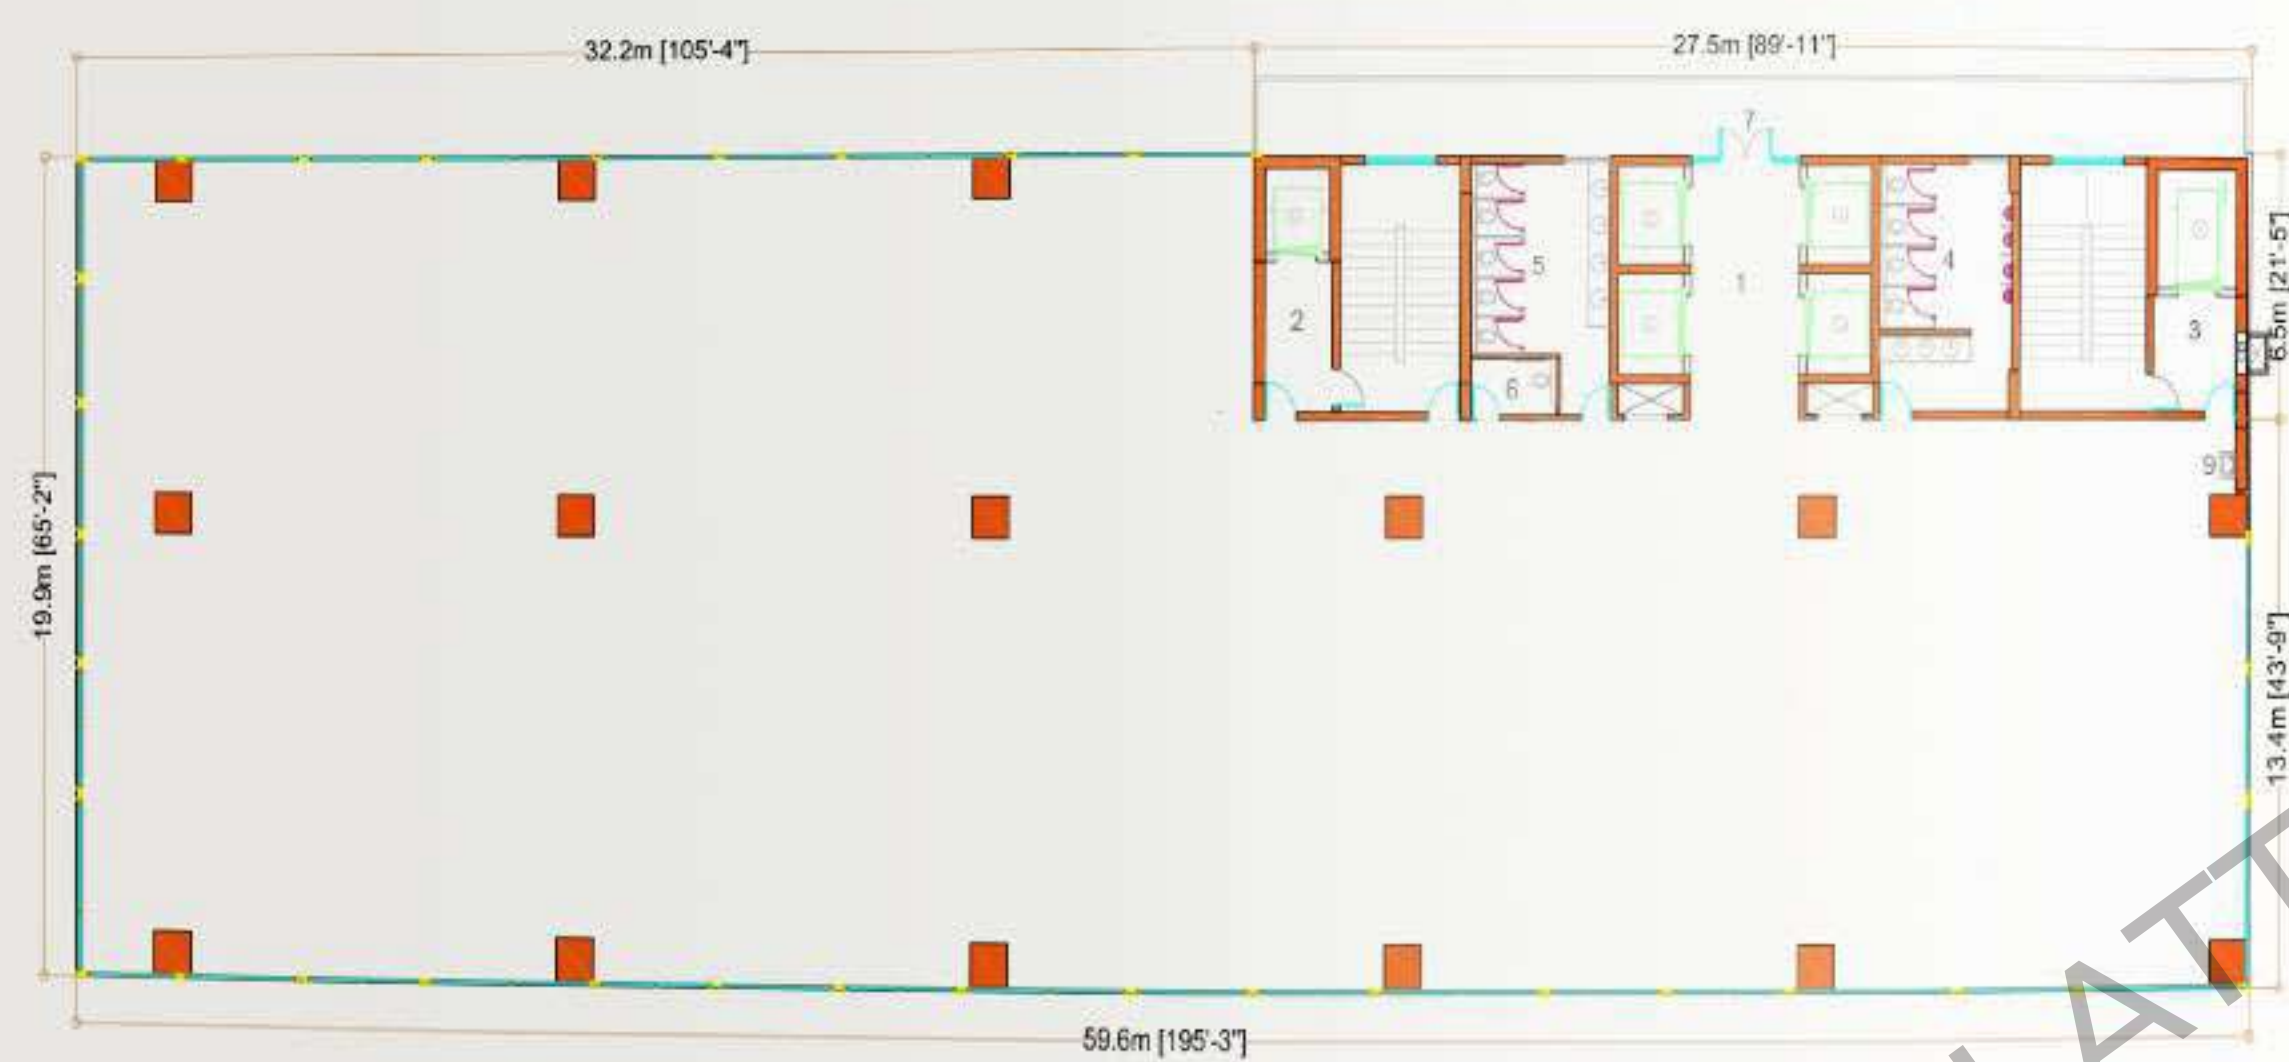 32.2m [105'-4"]
27.5m [89'-11"]
7
5
1
4
2
3
6
6.5m [21'-5"]
9
19.9m [65'-2"]
13.4m [43'-9"]
59.6m [195'-3"]
LATT